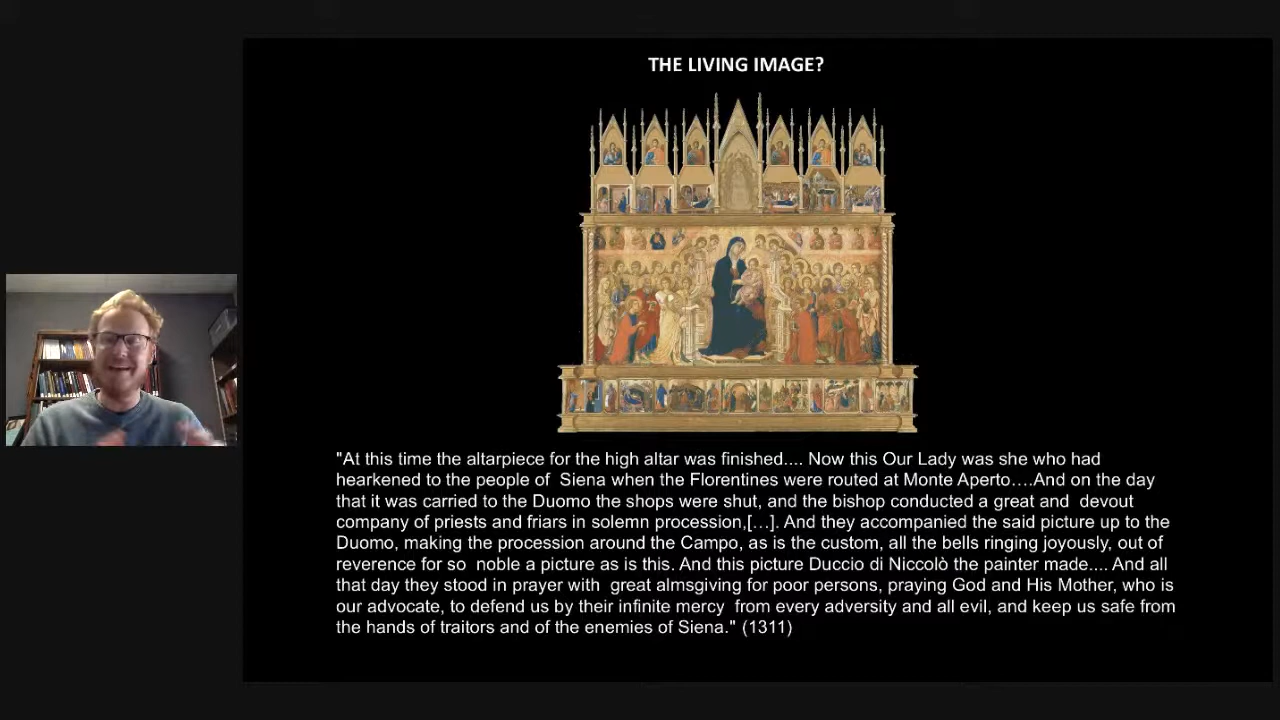 THE LIVING IMAGE?
"At this time the altarpiece for the high altar was finished.... Now this Our Lady was she who had
hearkened to the people of  Siena when the Florentines were routed at Monte Aperto….And on the day
that it was carried to the Duomo the shops were shut, and the bishop conducted a great and  devout
company of priests and friars in solemn procession,[…]. And they accompanied the said picture up to the
Duomo, making the procession around the Campo, as is the custom, all the bells ringing joyously, out of
reverence for so  noble a picture as is this. And this picture Duccio di Niccolò the painter made.... And all
that day they stood in prayer with  great almsgiving for poor persons, praying God and His Mother, who is
our advocate, to defend us by their infinite mercy  from every adversity and all evil, and keep us safe from
the hands of traitors and of the enemies of Siena." (1311)